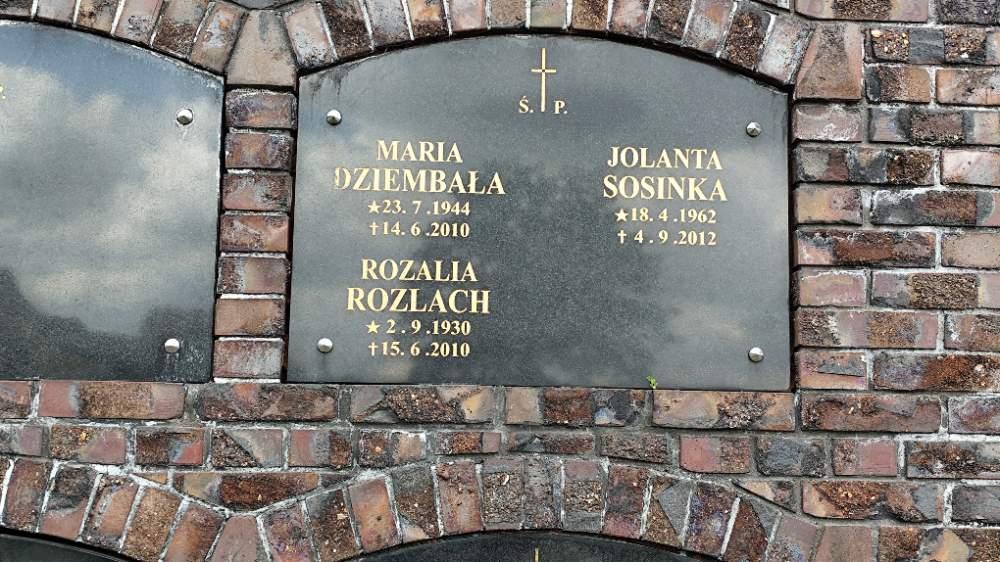 Ś. P.
MARIA
DZIEMBAŁA
★23. 7 .1944
†14. 6 .2010
ROZALIA
ROZLACH
★ 2 . 9 .1930
†15. 6 .2010
JOLANTA
SOSINKA
★18. 4 .1962
† 4 . 9 .2012